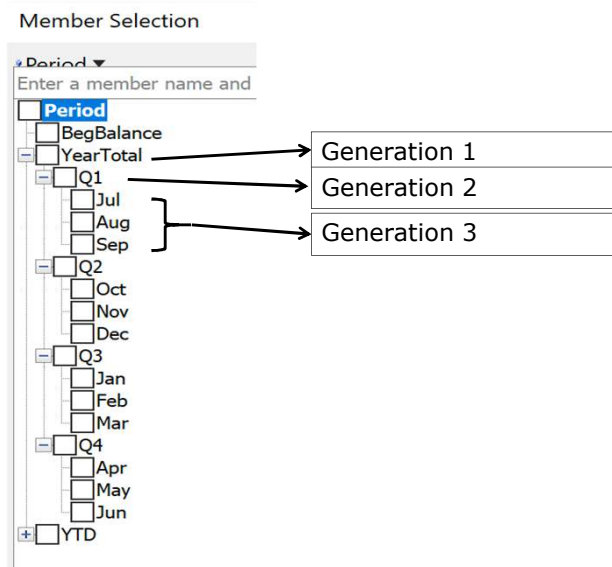 Member Selection
Period
Enter a member name and
Period
BegBalance
YearTotal
Generation 1
Q1
Generation 2
Jul
Aug
Generation 3
Sep
Q2
Oct
Nov
Dec
Q3
Jan
Feb
Mar
Q4
Apr
May
Jun
YTD